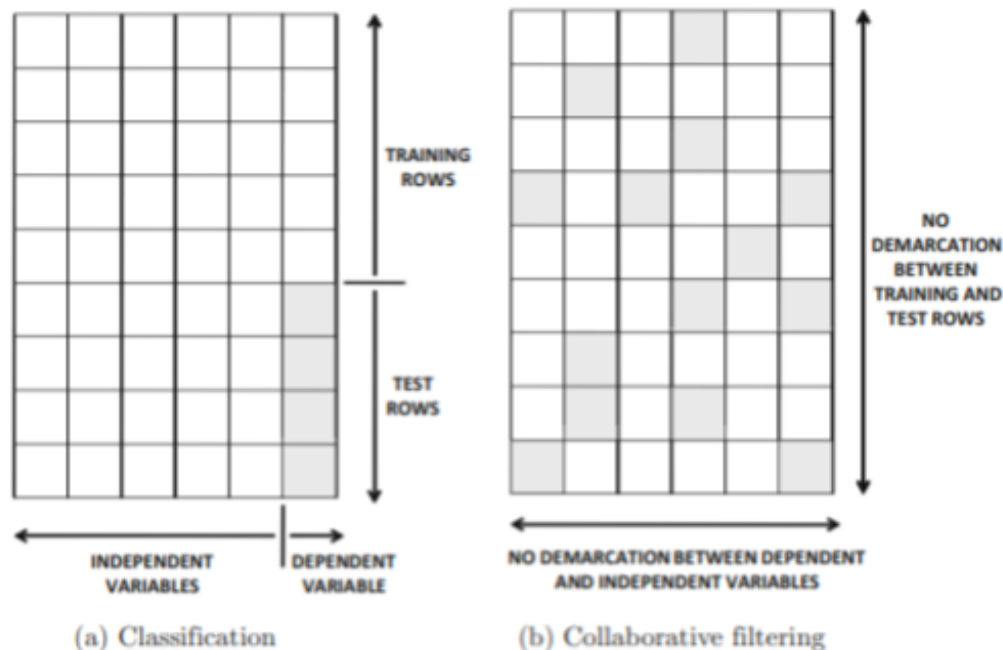 TRAINING
ROWS
TEST
ROWS
INDEPENDENT
VARIABLES
DEPENDENT
VARIABLE
(a) Classification
NO
DEMARCATION
BETWEEN
TRAINING AND
TEST ROWS
NO DEMARCATION BETWEEN DEPENDENT
AND INDEPENDENT VARIABLES
(b) Collaborative filtering